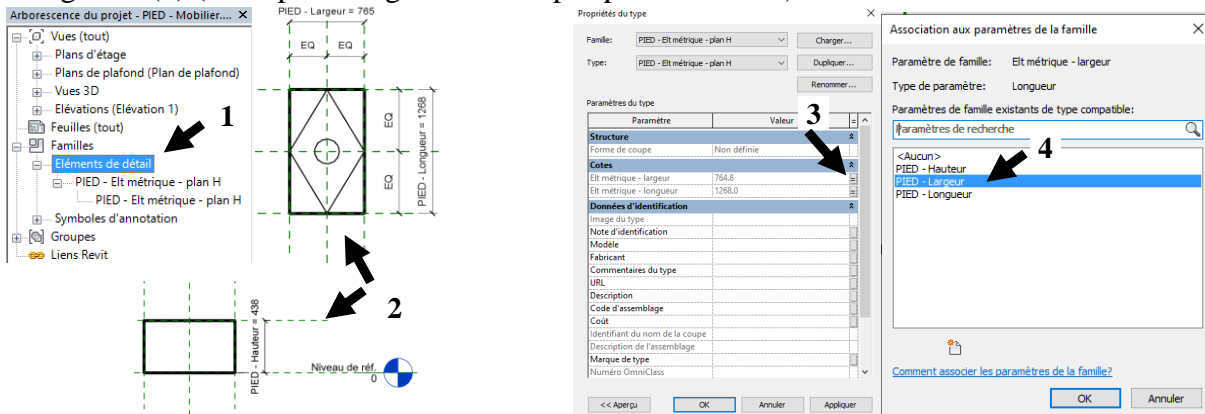 Arborescence du projet - PIED - Mobilier.... X
Vues (tout)
Plans d'étage
Plans de plafond (Plan de plafond)
Vues 3D
Elévations (Elévation 1)
Feuilles (tout)
Familles
Eléments de détail
PIED - Elt métrique - plan H
PIED - Elt métrique - plan H
Symboles d'annotation
Groupes
Liens Revit
1
PIED - Largeur = 765
EQ
EQ
EQ
EQ
PIED - Longueur = 1268
2
PIED - Hauteur = 438
Niveau de réf.
0
Propriétés du type
Famille: PIED - Elt métrique - plan H Charger...
Type: PIED - Elt métrique - plan H Dupliquer...
Renommer...
Paramètres du type
Paramètre Valeur =
3
Structure
Forme de coupe Non définie
Cotes
Elt métrique - largeur 764.8 =
Elt métrique - longueur 1268.0 =
Données d'identification
Image du type
Note d'identification
Modèle
Fabricant
Commentaires du type
URL
Description
Code d'assemblage
Coût
Identifiant du nom de la coupe
Description de l'assemblage
Marque de type
Numéro OmniClass
<< Aperçu OK Annuler Appliquer
Association aux paramètres de la famille
Paramètre de famille: Elt métrique - largeur
Type de paramètre: Longueur
Paramètres de famille existants de type compatible:
Paramètres de recherche
4
<Aucun>
PIED - Hauteur
PIED - Largeur
PIED - Longueur
Comment associer les paramètres de la famille?
OK Annuler